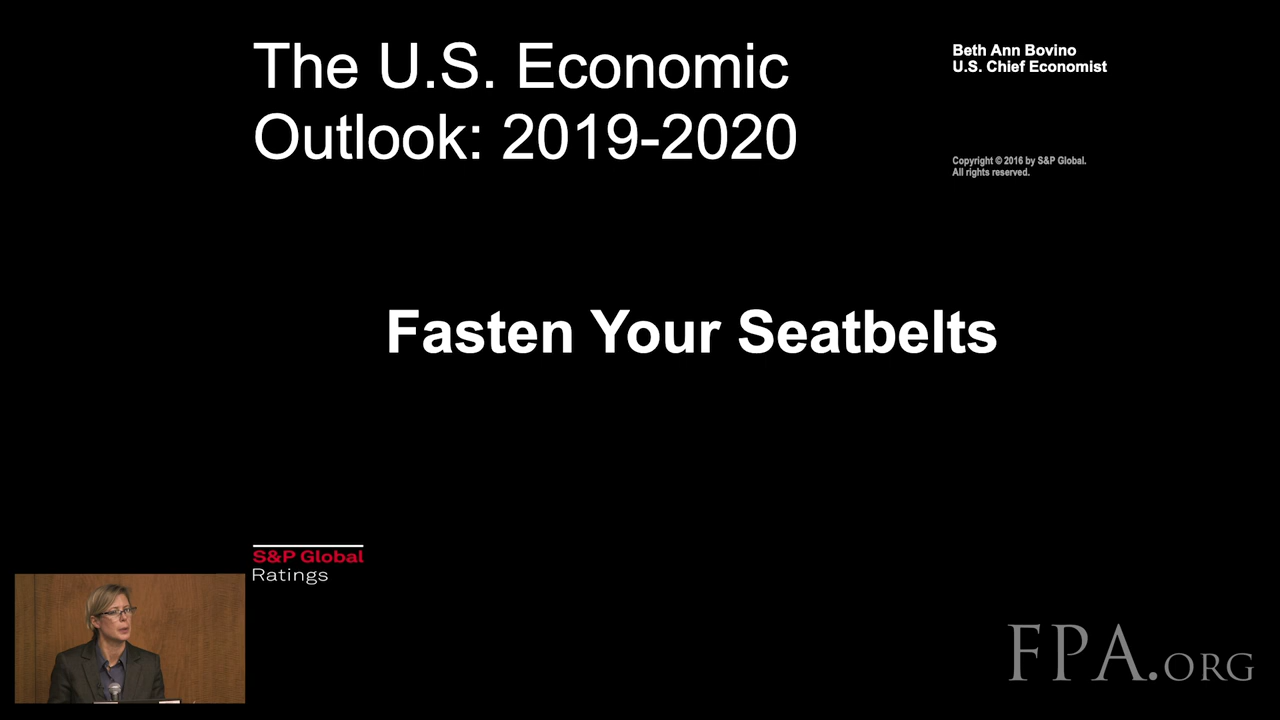 The U.S. Economic
Outlook: 2019-2020
Beth Ann Bovino
U.S. Chief Economist
Copyright © 2016 by S&P Global.
All rights reserved.
Fasten Your Seatbelts
S&P Global
Ratings
FPA.ORG